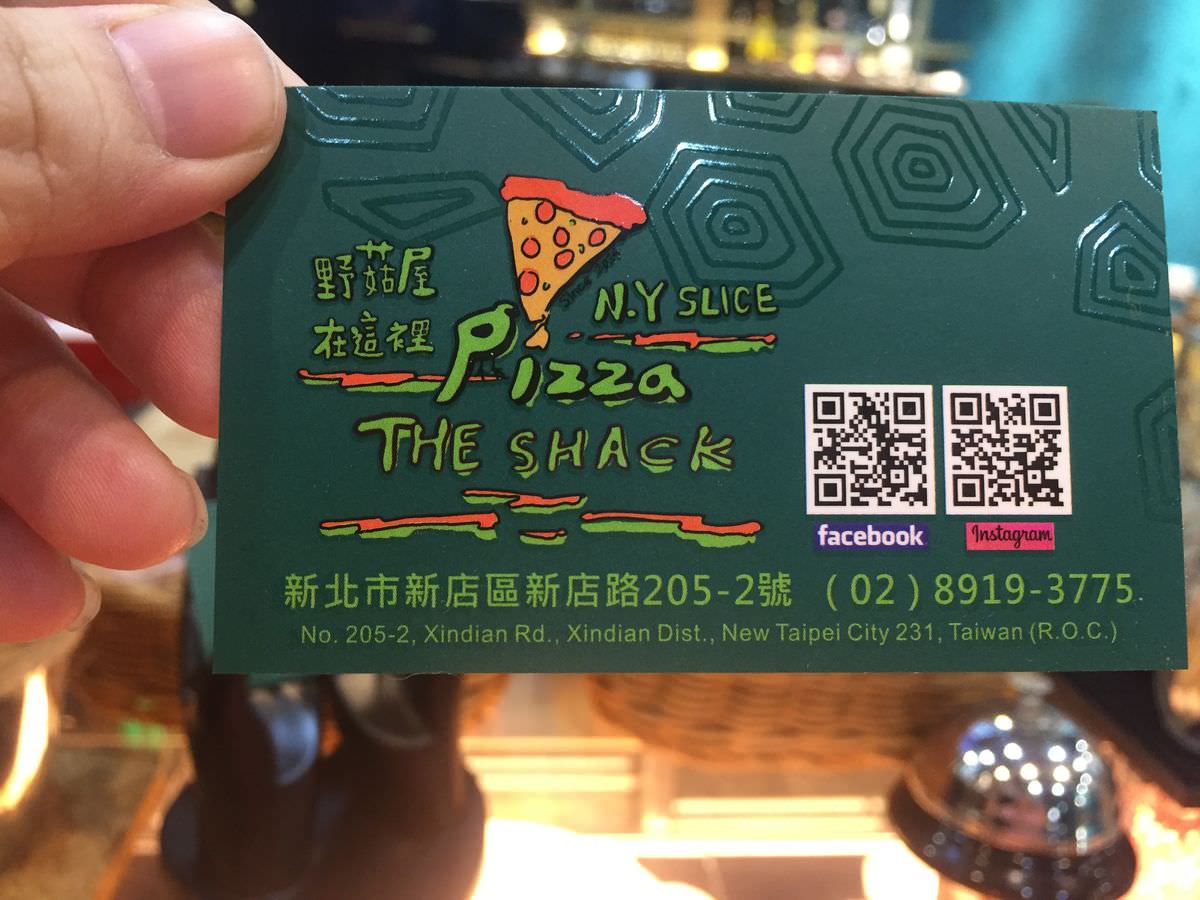 野菇屋
在這裡
Since
N.Y SLICE
Pizza
THE SHACK
facebook
Instagram
新北市新店區新店路205-2號 (02) 8919-3775
No. 205-2, Xindian Rd., Xindian Dist., New Taipei City 231, Taiwan (R.O.C.)